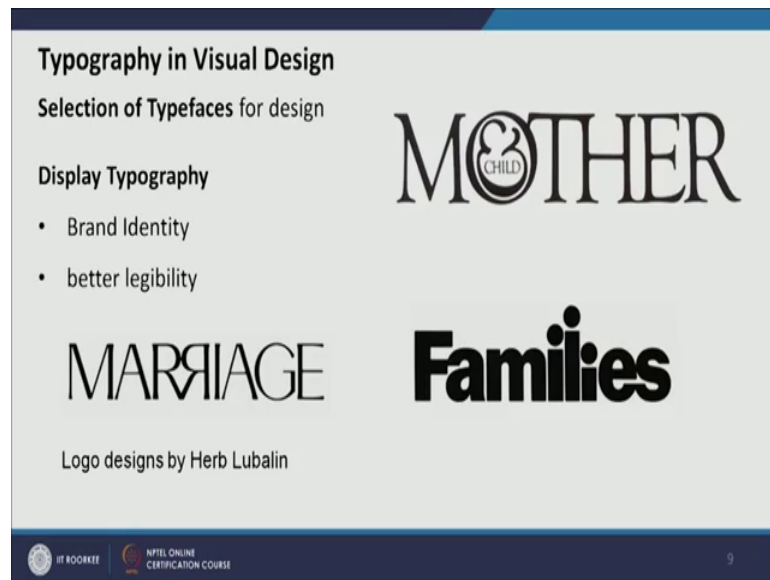 Typography in Visual Design
Selection of Typefaces for design
MOTHER
&
CHILD
Display Typography
• Brand Identity
• better legibility
MARRIAGE
Families
Logo designs by Herb Lubalin
IIT ROORKEE
NPTEL ONLINE
CERTIFICATION COURSE
9